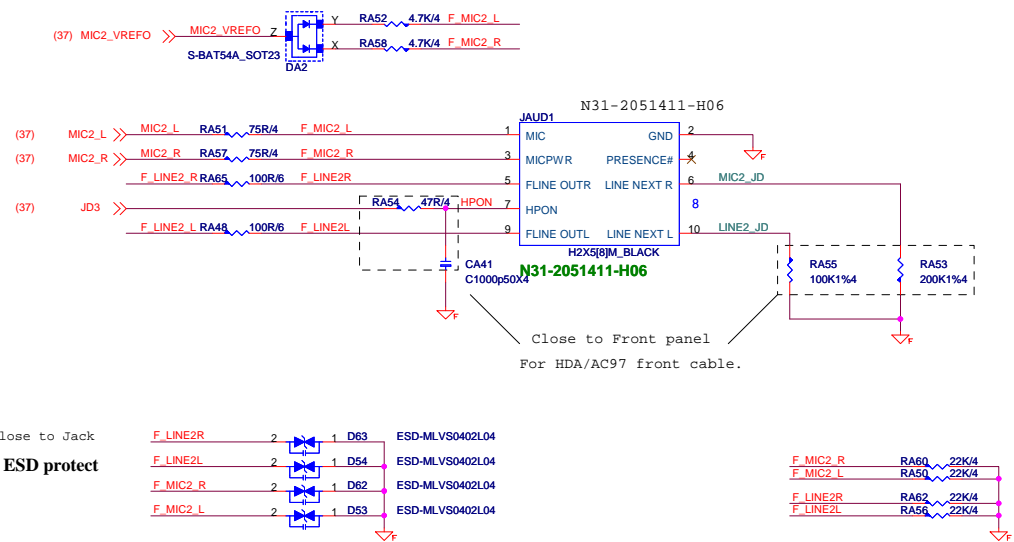 (37) MIC2_VREFO MIC2_VREFO Z Y RA52 4.7K/4 F_MIC2_L
X RA58 4.7K/4 F_MIC2_R
S-BAT54A_SOT23
DA2
N31-2051411-H06
JAUD1
(37) MIC2_L MIC2_L RA51 75R/4 F_MIC2_L 1 MIC GND 2
F
(37) MIC2_R MIC2_R RA57 75R/4 F_MIC2_R 3 MICPWR PRESENCE# 4
F_LINE2_R RA65 100R/6 F_LINE2R 5 FLINE OUTR LINE NEXT R 6 MIC2_JD
(37) JD3 RA54 47R/4 HPON 7 HPON 8
F_LINE2_L RA48 100R/6 F_LINE2L 9 FLINE OUTL LINE NEXT L 10 LINE2_JD
H2X5[8]M_BLACK
N31-2051411-H06
CA41
C1000p50X4
F
RA55
100K1%4
RA53
200K1%4
F
Close to Front panel
For HDA/AC97 front cable.
lose to Jack
ESD protect
F_LINE2R 2 1 D63 ESD-MLVS0402L04
F_LINE2L 2 1 D54 ESD-MLVS0402L04
F_MIC2_R 2 1 D62 ESD-MLVS0402L04
F_MIC2_L 2 1 D53 ESD-MLVS0402L04
F
F_MIC2_R RA60 22K/4
F_MIC2_L RA50 22K/4
F_LINE2R RA62 22K/4
F_LINE2L RA56 22K/4
F